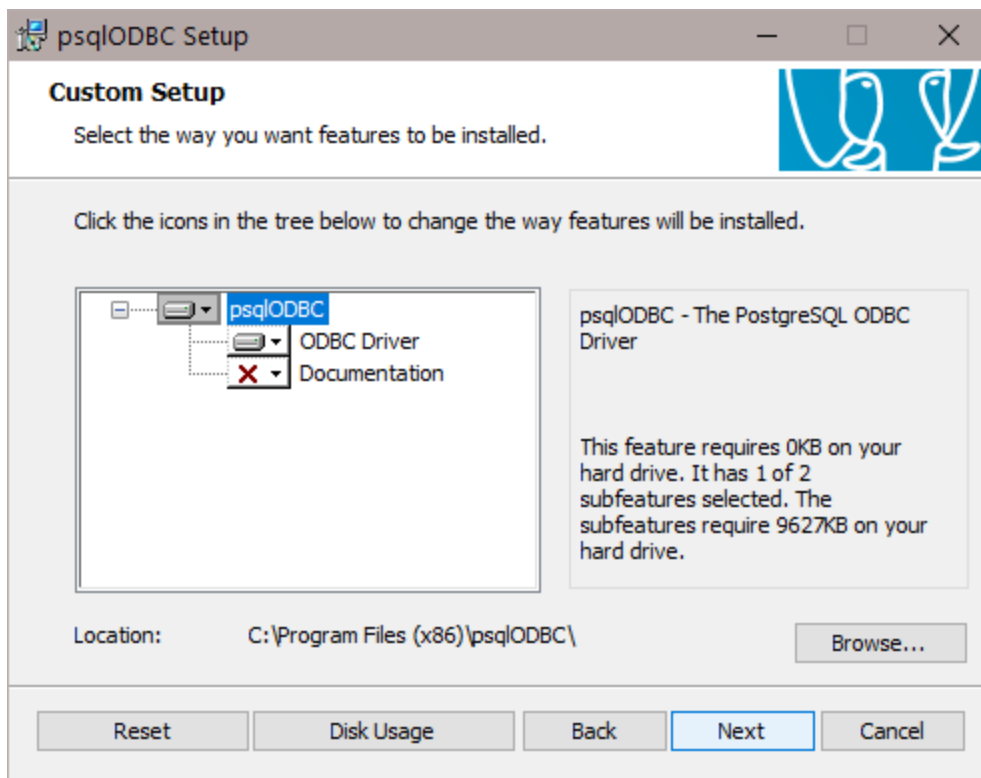 psqlODBC Setup
Custom Setup
Select the way you want features to be installed.
Click the icons in the tree below to change the way features will be installed.
psqlODBC
ODBC Driver
Documentation
psqlODBC - The PostgreSQL ODBC
Driver
This feature requires 0KB on your
hard drive. It has 1 of 2
subfeatures selected. The
subfeatures require 9627KB on your
hard drive.
Location: C:\Program Files (x86)\psqlODBC\
Browse...
Reset Disk Usage Back Next Cancel